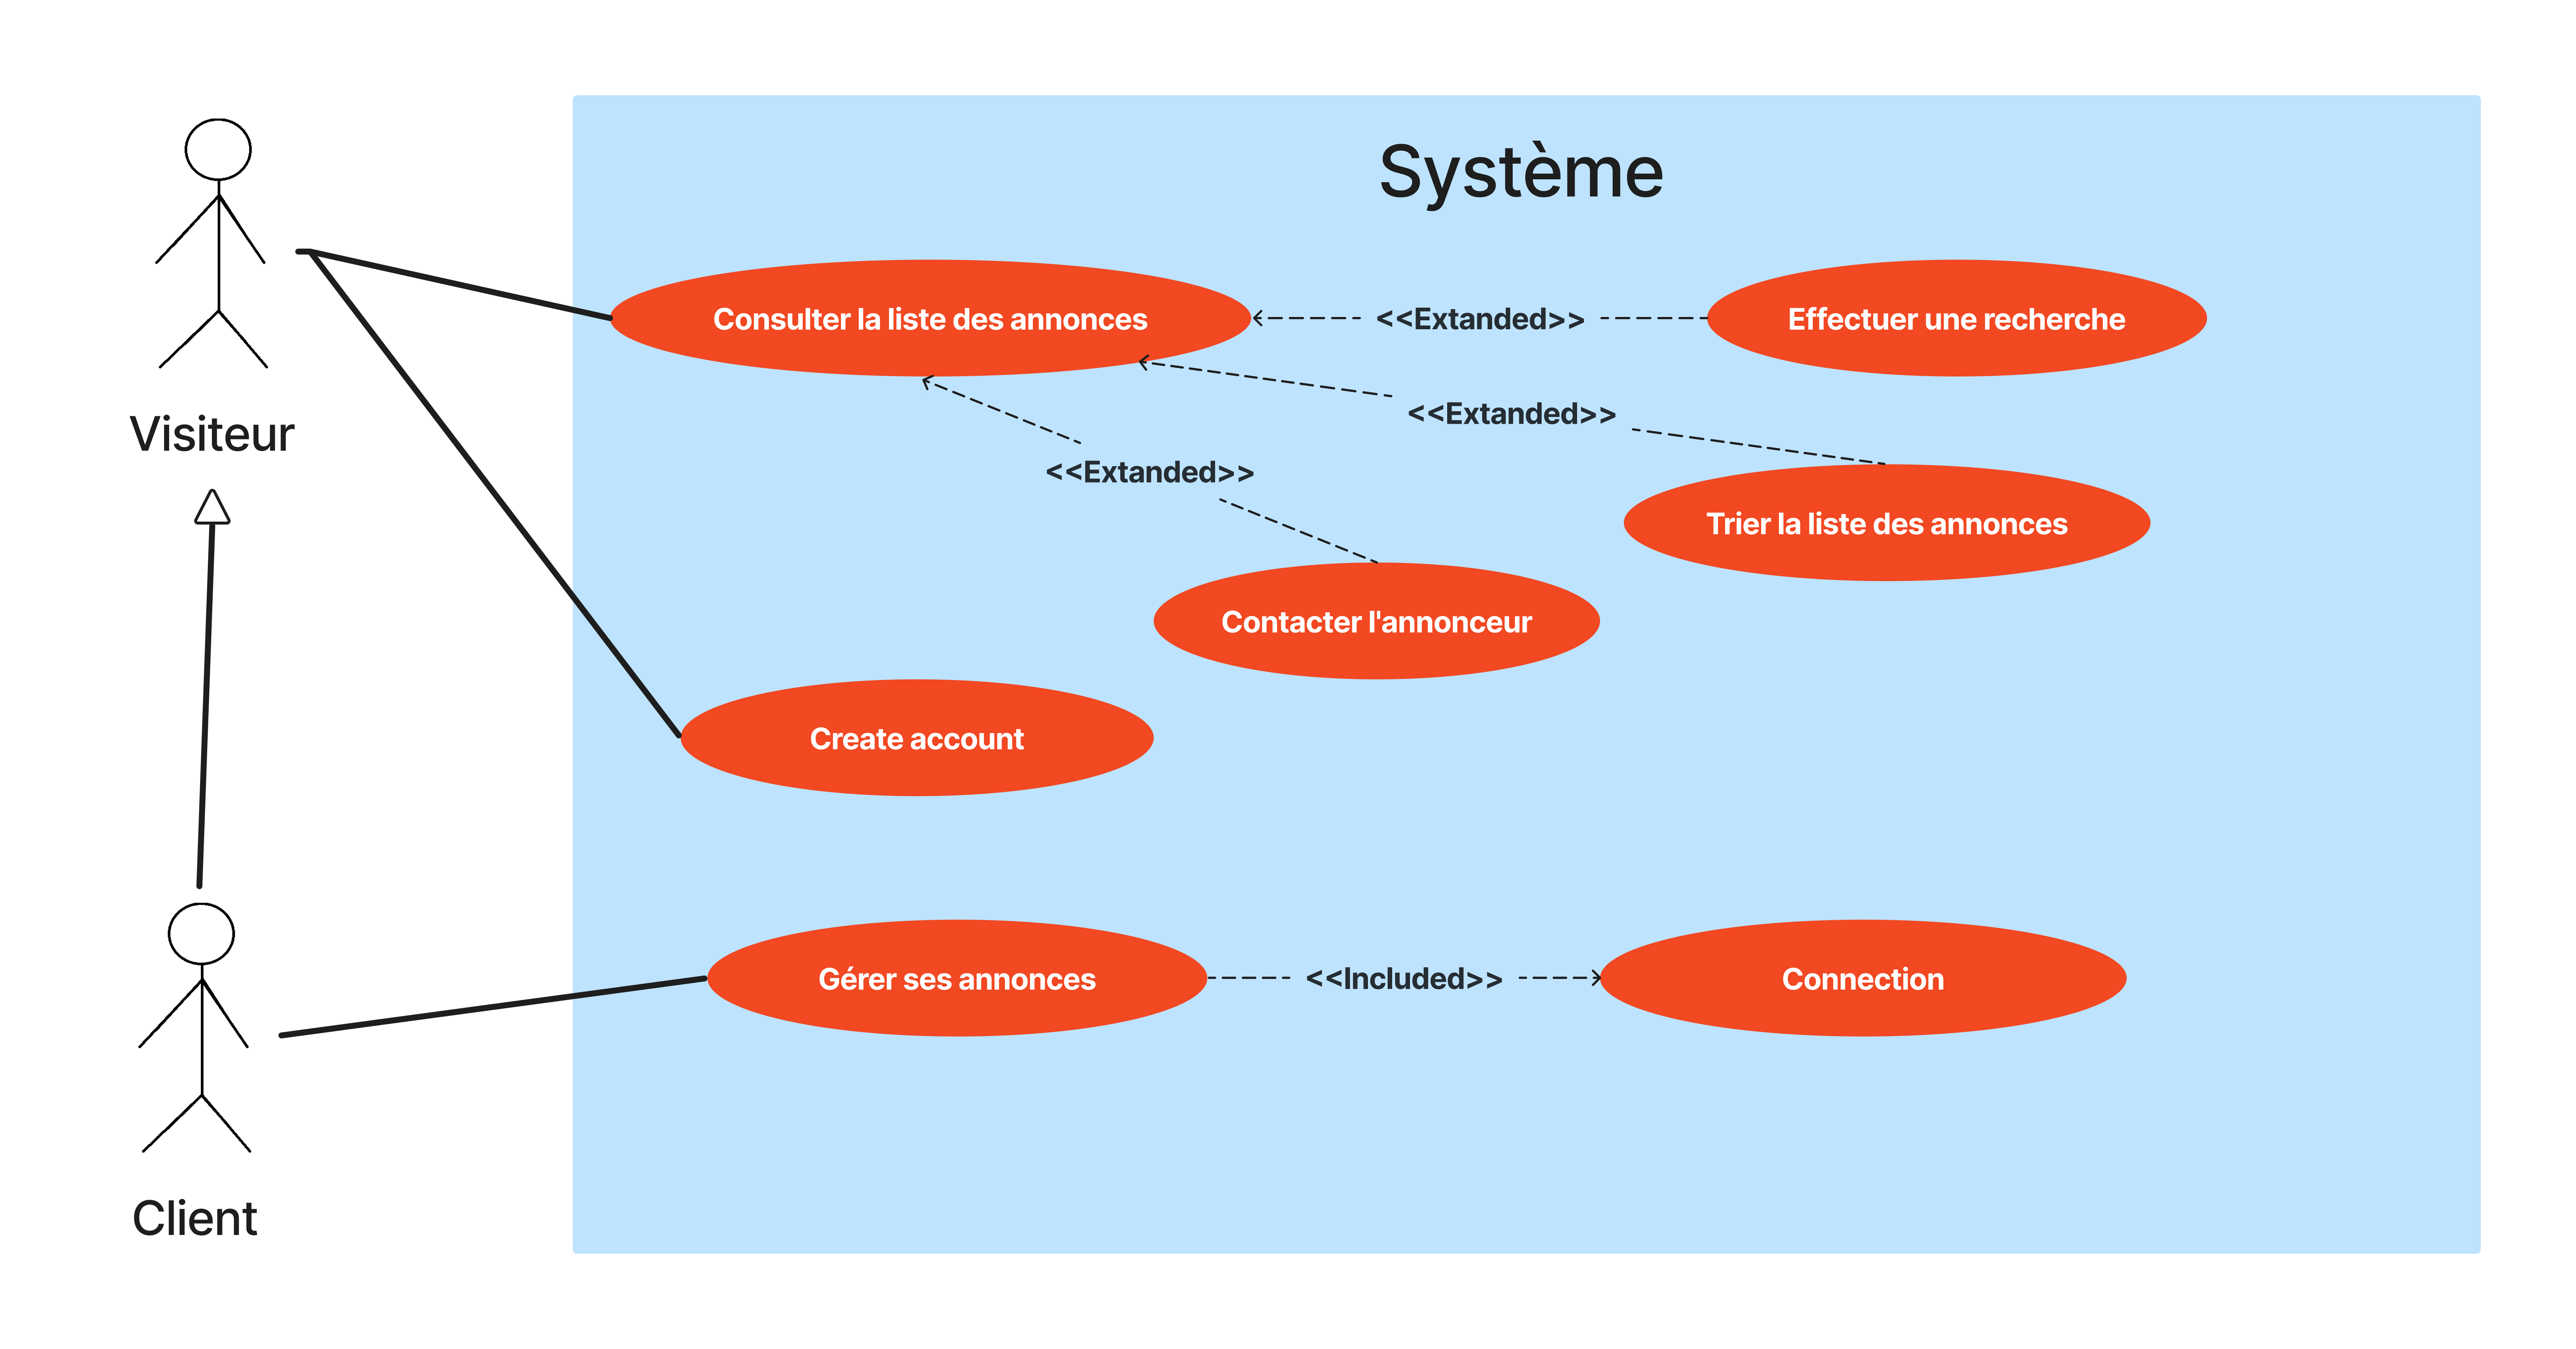 Système
Consulter la liste des annonces
<<Extanded>>
Effectuer une recherche
<<Extanded>>
Visiteur
<<Extanded>>
Trier la liste des annonces
Contacter l'annonceur
Create account
Gérer ses annonces
<<Included>>
Connection
Client